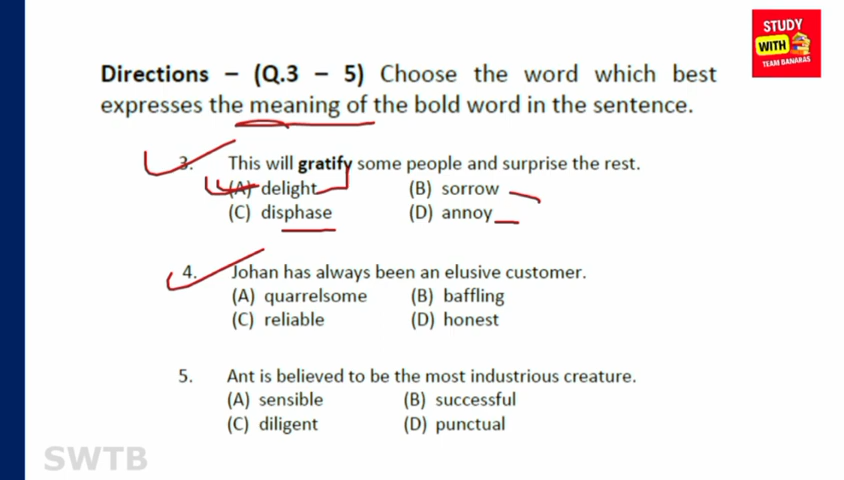 STUDY
WITH
TEAM BANARAS
Directions – (Q.3 – 5) Choose the word which best
expresses the meaning of the bold word in the sentence.
3. This will gratify some people and surprise the rest.
(A) delight (B) sorrow
(C) disphase (D) annoy
4. Johan has always been an elusive customer.
(A) quarrelsome (B) baffling
(C) reliable (D) honest
5. Ant is believed to be the most industrious creature.
(A) sensible (B) successful
(C) diligent (D) punctual
SWTB